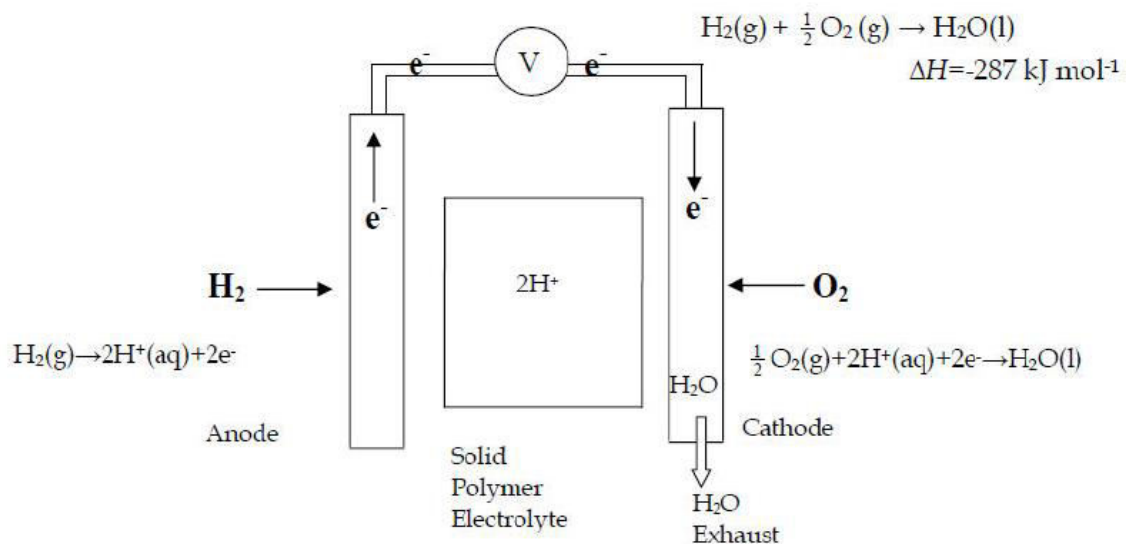 H₂(g) + ½ O₂ (g) → H₂O(l)
ΔH=-287 kJ mol⁻¹
e⁻
V
e⁻
e⁻
e⁻
H₂
2H⁺
O₂
H₂(g)→2H⁺(aq)+2e⁻
½ O₂(g)+2H⁺(aq)+2e⁻→H₂O(l)
H₂O
Anode
Cathode
Solid
Polymer
Electrolyte
H₂O
Exhaust